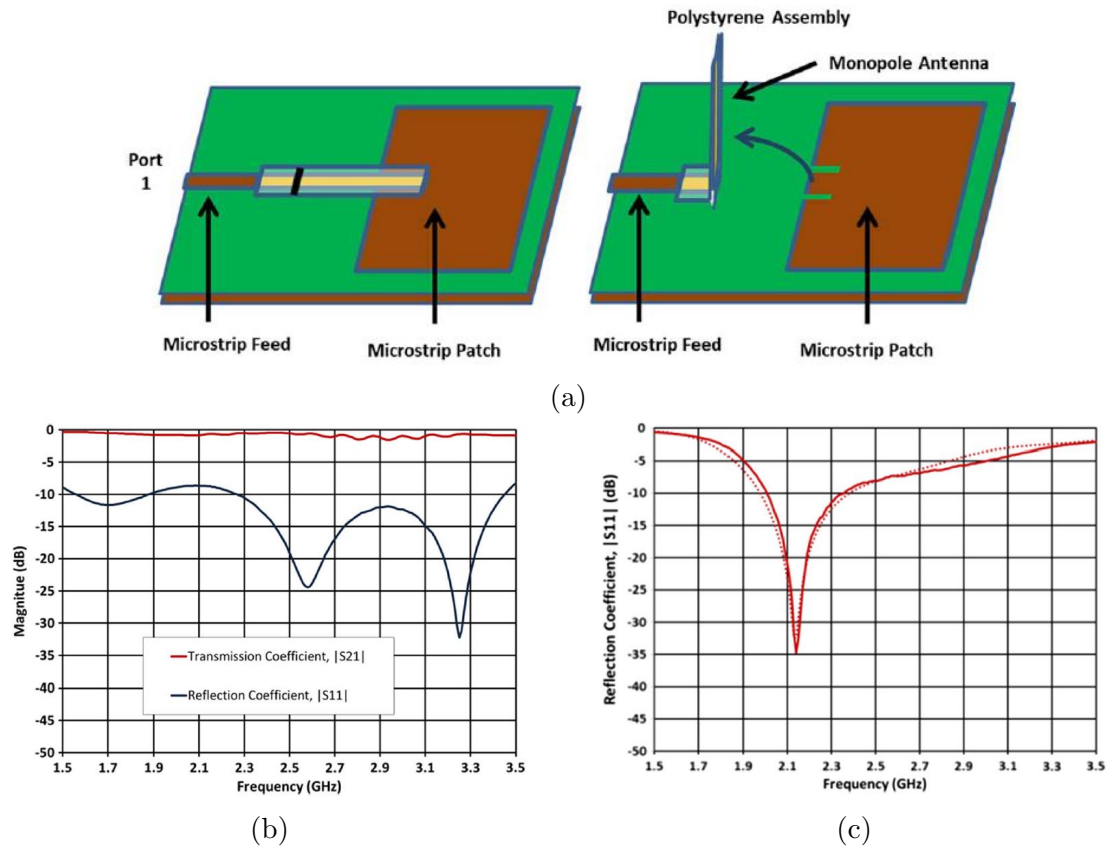 Polystyrene Assembly
Monopole Antenna
Port
1
Microstrip Feed
Microstrip Patch
Microstrip Feed
Microstrip Patch
(a)
0
-5
-10
-15
-20
-25
-30
-35
-40
-45
-50
Magnitue (dB)
Transmission Coefficient, |S21|
Reflection Coefficient, |S11|
1.5 1.7 1.9 2.1 2.3 2.5 2.7 2.9 3.1 3.3 3.5
Frequency (GHz)
(b)
0
-5
-10
-15
-20
-25
-30
-35
-40
-45
-50
Reflection Coefficient, |S11| (dB)
1.5 1.7 1.9 2.1 2.3 2.5 2.7 2.9 3.1 3.3 3.5
Frequency (GHz)
(c)